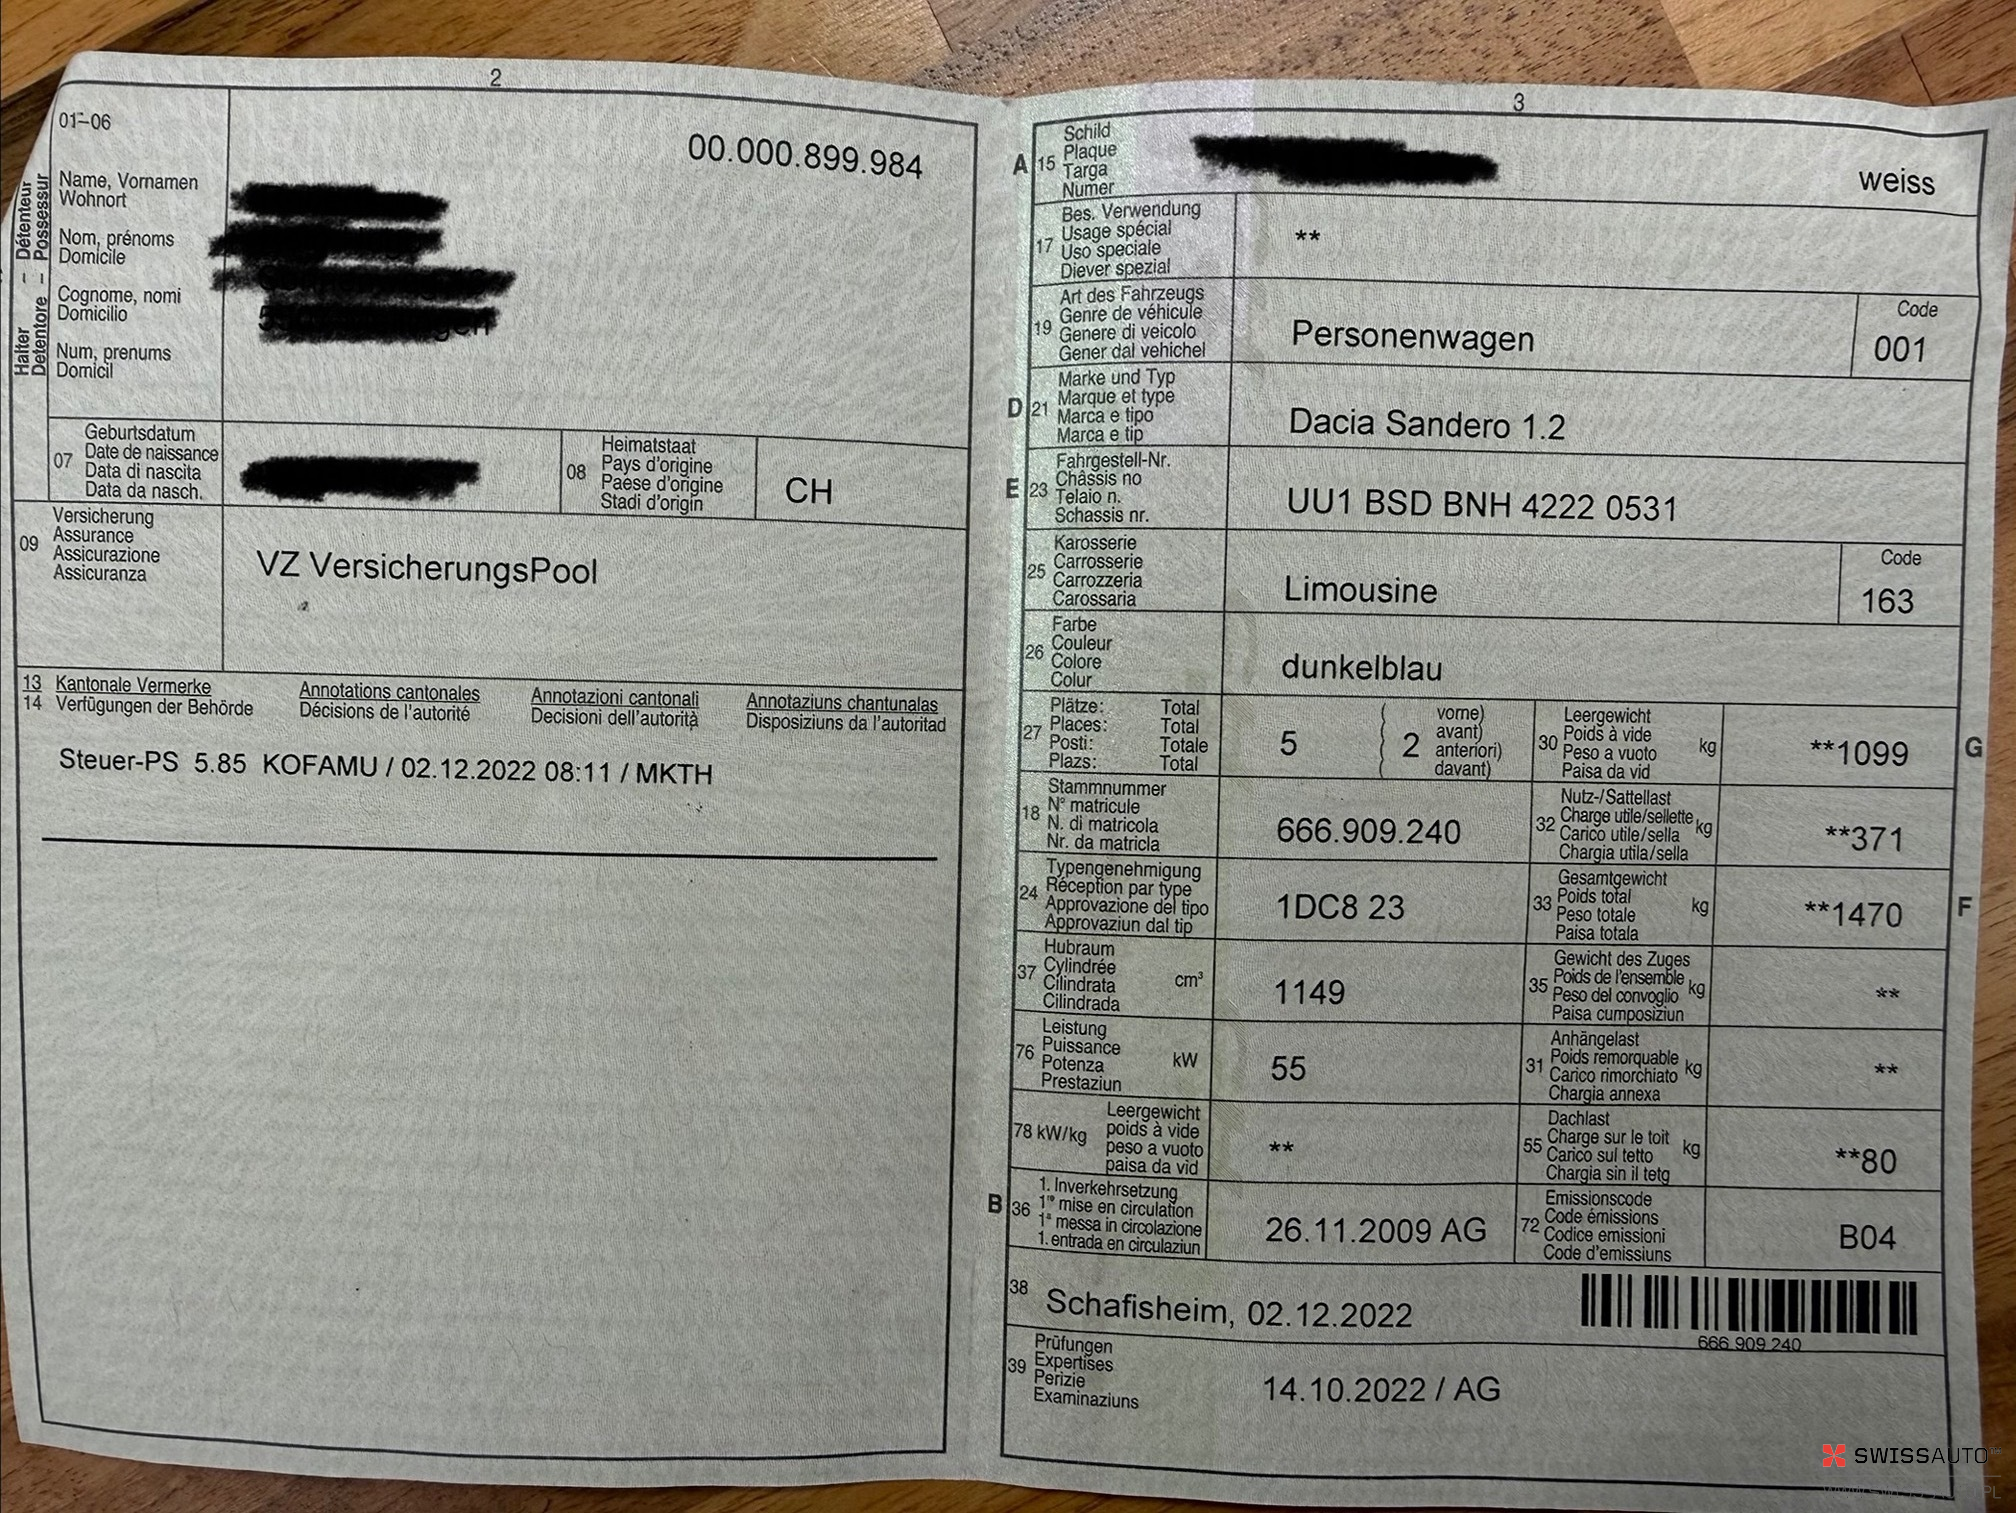 2
01-06
00.000.899.984
Halter – Détenteur
Detentore – Possessur
Name, Vornamen
Wohnort
Nom, prénoms
Domicile
Cognome, nomi
Domicilio
Num, prenums
Domicil
07
Geburtsdatum
Date de naissance
Data di nascita
Data da nasch.
08
Heimatstaat
Pays d'origine
Paese d'origine
Stadi d'origin
CH
09
Versicherung
Assurance
Assicurazione
Assicuranza
VZ VersicherungsPool
13 Kantonale Vermerke Annotations cantonales Annotazioni cantonali Annotaziuns chantunalas
14 Verfügungen der Behörde Décisions de l'autorité Decisioni dell'autorità Disposiziuns da l'autoritad
Steuer-PS 5.85 KOFAMU / 02.12.2022 08:11 / MKTH
3
A 15
Schild
Plaque
Targa
Numer
weiss
17
Bes. Verwendung
Usage spécial
Uso speciale
Diever spezial
**
19
Art des Fahrzeugs
Genre de véhicule
Genere di veicolo
Gener dal vehichel
Personenwagen
Code
001
D 21
Marke und Typ
Marque et type
Marca e tipo
Marca e tip
Dacia Sandero 1.2
E 23
Fahrgestell-Nr.
Châssis no
Telaio n.
Schassis nr.
UU1 BSD BNH 4222 0531
25
Karosserie
Carrosserie
Carrozzeria
Carossaria
Limousine
Code
163
26
Farbe
Couleur
Colore
Colur
dunkelblau
27
Plätze: Total
Places: Total
Posti: Totale
Plazs: Total
5
2
vorne)
avant)
anteriori)
davant)
30
Leergewicht
Poids à vide
Peso a vuoto
Paisa da vid
kg
**1099
G
18
Stammnummer
N° matricule
N. di matricola
Nr. da matricla
666.909.240
32
Nutz-/Sattellast
Charge utile/sellette
Carico utile/sella
Chargia utila/sella
kg
**371
24
Typengenehmigung
Réception par type
Approvazione del tipo
Approvaziun dal tip
1DC8 23
33
Gesamtgewicht
Poids total
Peso totale
Paisa totala
kg
**1470
F
37
Hubraum
Cylindrée
Cilindrata
Cilindrada
cm³
1149
35
Gewicht des Zuges
Poids de l'ensemble
Peso del convoglio
Paisa cumposiziun
kg
**
76
Leistung
Puissance
Potenza
Prestaziun
kW
55
31
Anhängelast
Poids remorquable
Carico rimorchiato
Chargia annexa
kg
**
78 kW/kg
Leergewicht
poids à vide
peso a vuoto
paisa da vid
**
55
Dachlast
Charge sur le toit
Carico sul tetto
Chargia sin il tetg
kg
**80
B 36
1. Inverkehrsetzung
1re mise en circulation
1a messa in circolazione
1. entrada en circulaziun
26.11.2009 AG
72
Emissionscode
Code émissions
Codice emissioni
Code d'emissiuns
B04
38
Schafisheim, 02.12.2022
666 909 240
39
Prüfungen
Expertises
Perizie
Examinaziuns
14.10.2022 / AG
SWISSAUTO